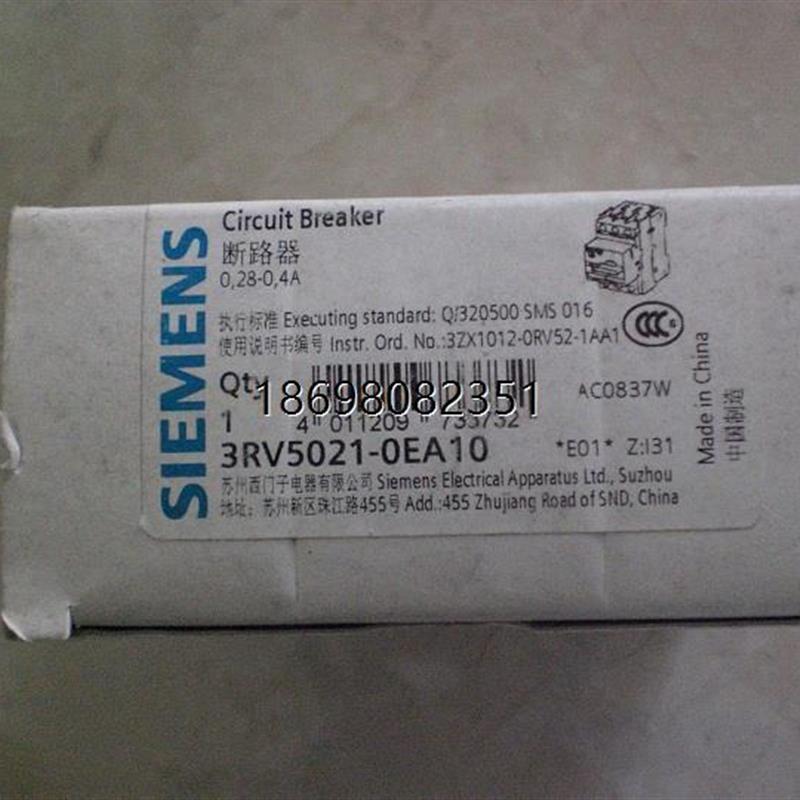 SIEMENS
Circuit Breaker
断路器
0,28-0,4A
执行标准 Executing standard: Q/320500 SMS 016
使用说明书编号 Instr. Ord. No.:3ZX1012-0RV52-1AA1
CCC
S
Qty
18698082351
AC0837W
1
4 011209 733732
3RV5021-0EA10
*E01* Z:I31
苏州西门子电器有限公司 Siemens Electrical Apparatus Ltd., Suzhou
地址: 苏州新区珠江路455号 Add.:455 Zhujiang Road of SND, China
Made in China
中国制造